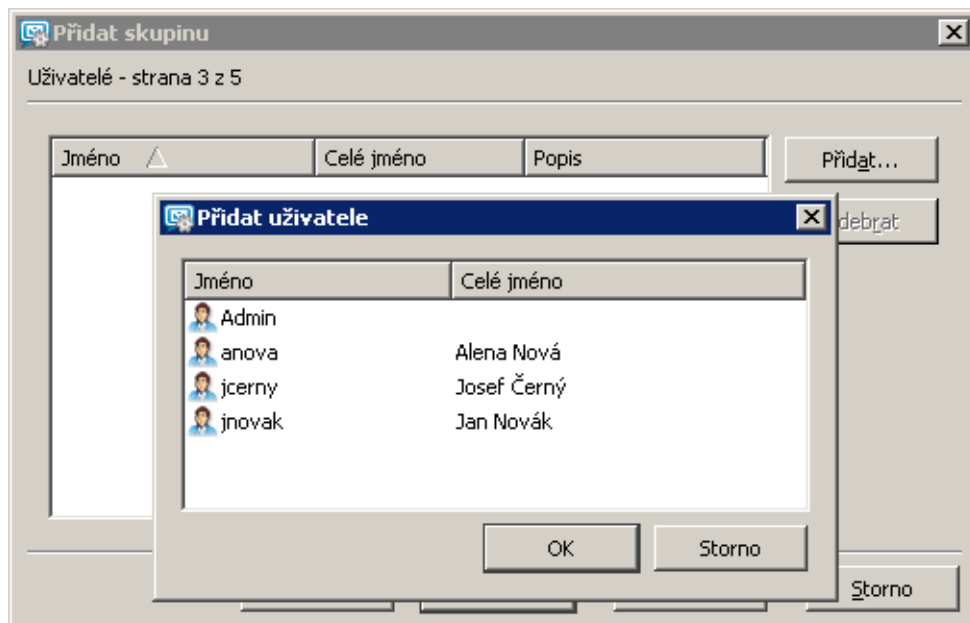 Přidat skupinu
Uživatelé - strana 3 z 5
Jméno Celé jméno Popis
Přidat...
debrat
Přidat uživatele
Jméno Celé jméno
Admin
anova Alena Nová
jcerny Josef Černý
jnovak Jan Novák
OK Storno
Storno